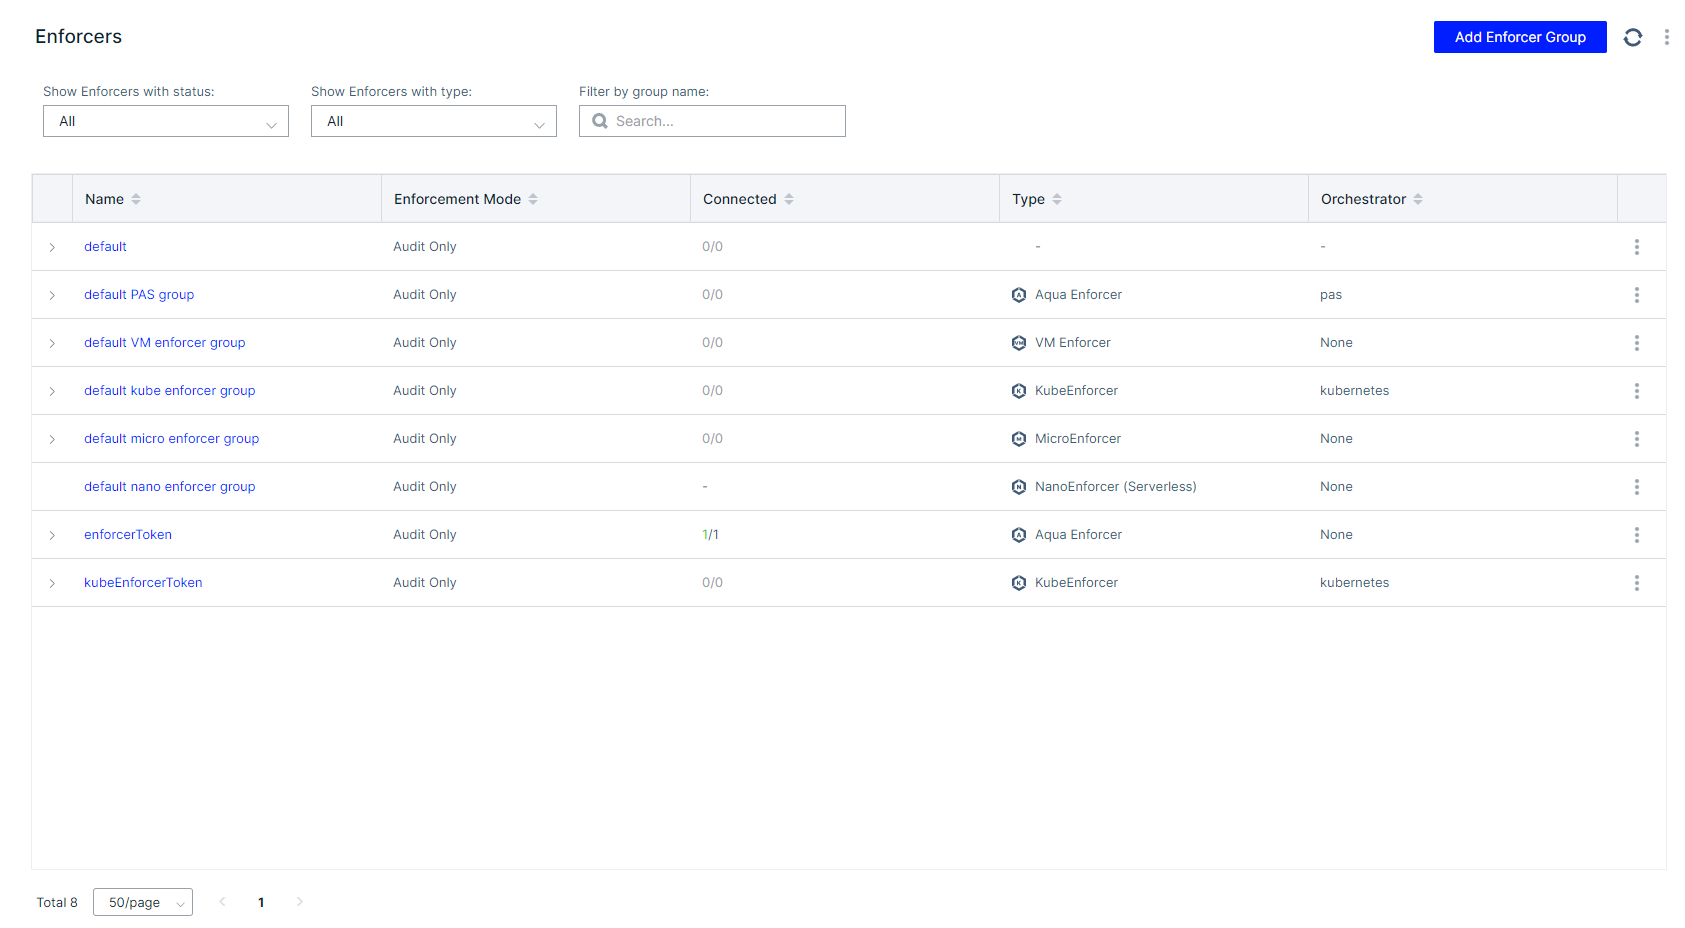 Enforcers
Add Enforcer Group
Show Enforcers with status:
Show Enforcers with type:
Filter by group name:
All
All
Search...
Name Enforcement Mode Connected Type Orchestrator
default Audit Only 0/0 - -
default PAS group Audit Only 0/0 Aqua Enforcer pas
default VM enforcer group Audit Only 0/0 VM Enforcer None
default kube enforcer group Audit Only 0/0 KubeEnforcer kubernetes
default micro enforcer group Audit Only 0/0 MicroEnforcer None
default nano enforcer group Audit Only - NanoEnforcer (Serverless) None
enforcerToken Audit Only 1/1 Aqua Enforcer None
kubeEnforcerToken Audit Only 0/0 KubeEnforcer kubernetes
Total 8 50/page 1